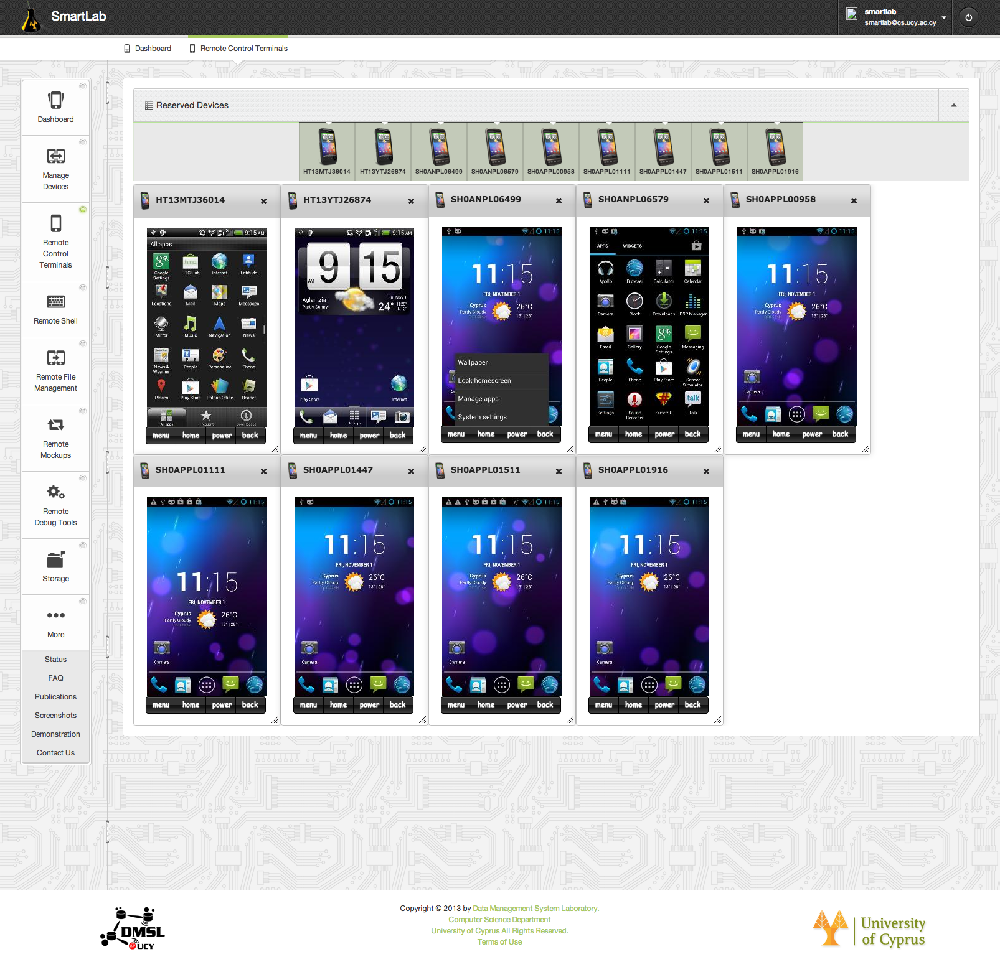 SmartLab
smartlab
smartlab@cs.ucy.ac.cy
Dashboard
Remote Control Terminals
Dashboard
Manage
Devices
Remote
Control
Terminals
Remote Shell
Remote File
Management
Remote
Mockups
Remote
Debug Tools
Storage
More
Status
FAQ
Publications
Screenshots
Demonstration
Contact Us
Reserved Devices
HT13MTJ36014
HT13YTJ26874
SH0ANPL06499
SH0ANPL06579
SH0APPL00958
SH0APPL01111
SH0APPL01447
SH0APPL01511
SH0APPL01916
HT13MTJ36014
9:15 AM
All apps
Google
Settings
HTC Hub
Internet
Latitude
Locations
Mail
Maps
Messages
Mirror
Music
Navigation
News
News &
Weather
People
Personalize
Phone
Places
Play Store
Polaris Office
Reader
All apps
Frequent
Downloaded
menu home power back
HT13YTJ26874
9:15 AM
9 15
AM
Aglantzia
Partly Sunny
Fri, Nov 1
24°
H:28°
L:12°
Play Store
Internet
All apps
menu home power back
SH0ANPL06499
11:15
11:15
FRI, NOVEMBER 1
Cyprus
Partly Cloudy
26°C
13° | 28°
Wallpaper
Lock homescreen
Manage apps
System settings
menu home power back
SH0ANPL06579
11:15
APPS WIDGETS
Apollo
Browser
Calculator
Calendar
Camera
Clock
Downloads
DSP Manager
Email
Gallery
Google
Settings
Messaging
People
Phone
Play Store
Sensor
Simulator
Settings
Sound
Recorder
SuperSU
Talk
menu home power back
SH0APPL00958
11:15
11:15
FRI, NOVEMBER 1
Cyprus
Partly Cloudy
26°C
13° | 28°
Camera
menu home power back
SH0APPL01111
11:15
11:15
FRI, NOVEMBER 1
Cyprus
Partly Cloudy
26°C
13° | 28°
Camera
menu home power back
SH0APPL01447
11:15
11:15
FRI, NOVEMBER 1
Cyprus
Partly Cloudy
26°C
13° | 28°
Camera
menu home power back
SH0APPL01511
11:15
11:15
FRI, NOVEMBER 1
Cyprus
Partly Cloudy
26°C
13° | 28°
Camera
menu home power back
SH0APPL01916
11:15
11:15
FRI, NOVEMBER 1
Cyprus
Partly Cloudy
26°C
13° | 28°
Camera
menu home power back
DMSL
@UCY
Copyright © 2013 by Data Management System Laboratory.
Computer Science Department
University of Cyprus All Rights Reserved.
Terms of Use
University
of Cyprus